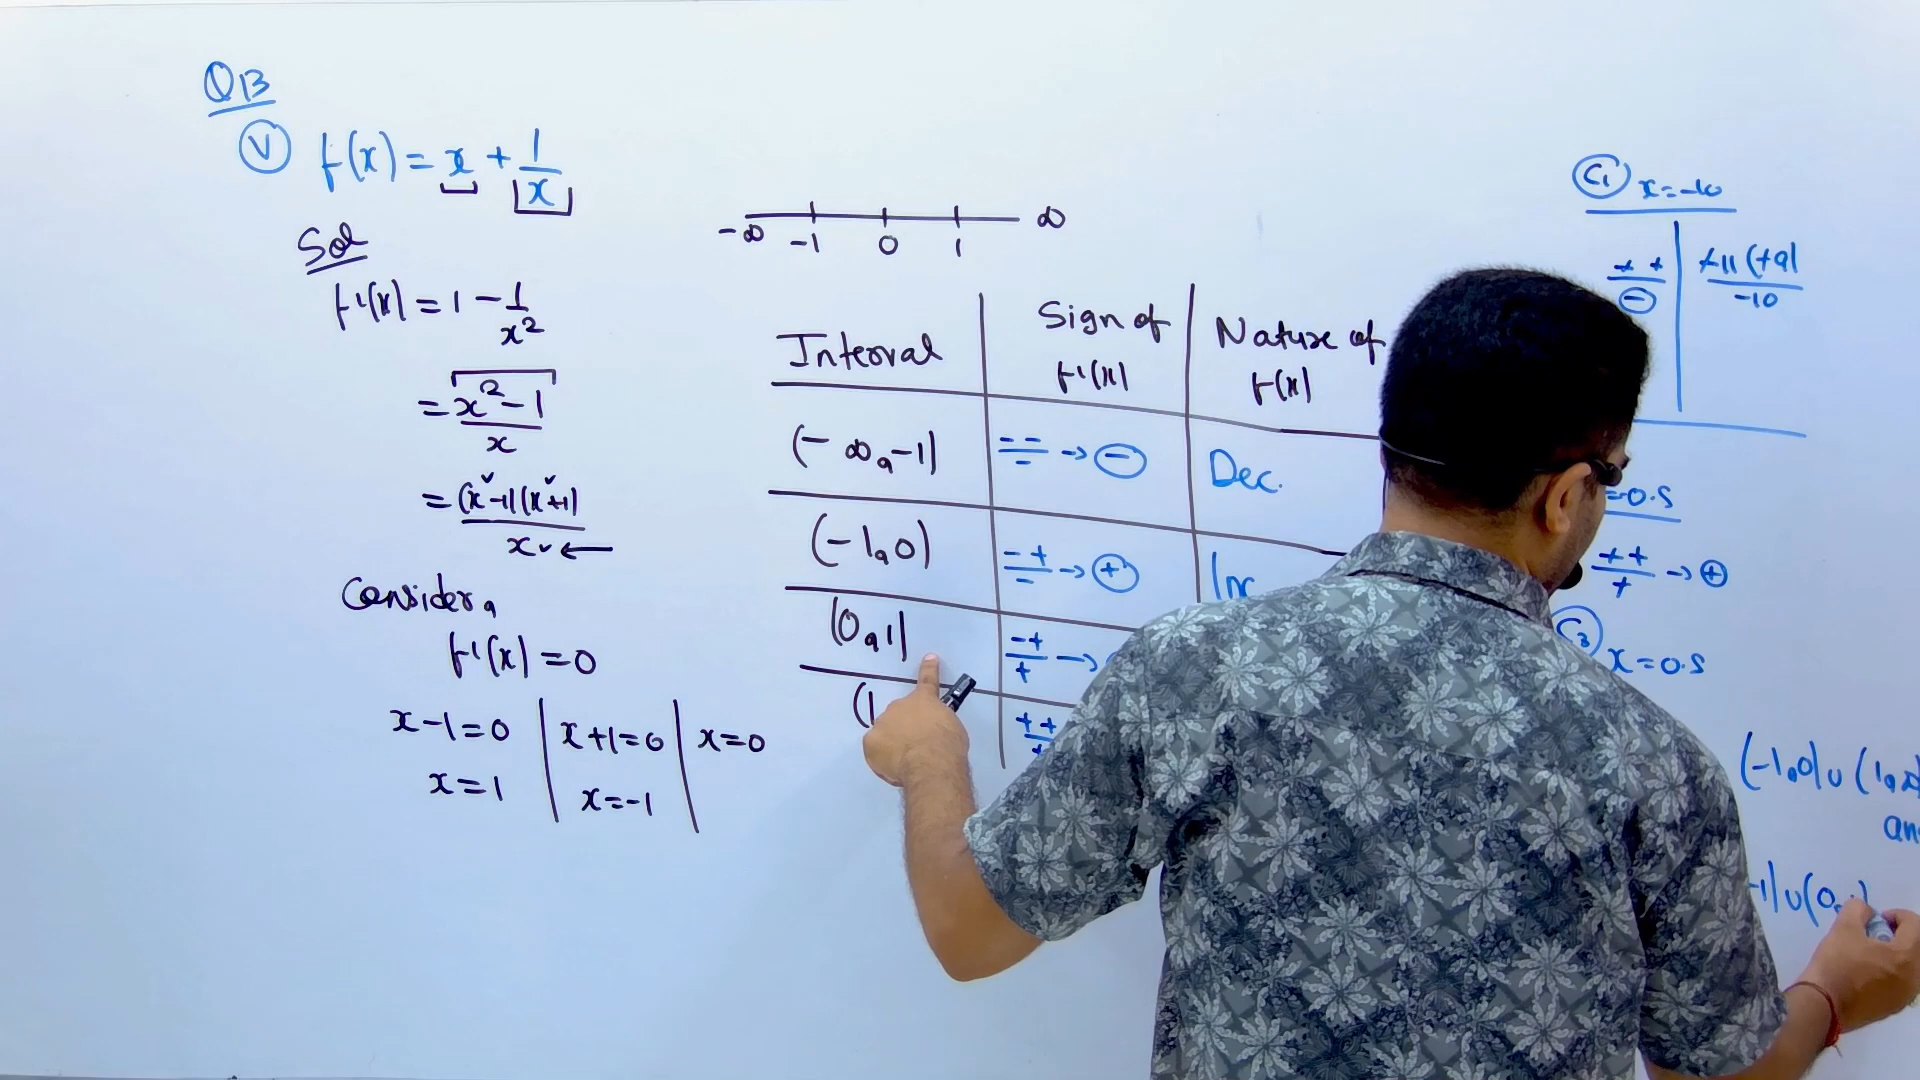 Q13
(V) f(x) = x + 1/x
Sol
f'(x) = 1 - 1/x²
= x² - 1 / x
= (x-1)(x+1) / x ←
Consider,
f'(x) = 0
x-1=0 | x+1=0 | x=0
x=1 | x=-1
-∞ -1 0 1 ∞
Interval | Sign of f'(x) | Nature of f(x)
(-∞,-1) | - - / - → (-) | Dec.
(-1,0) | - + / - → (+) | Inc
(0,1) | - + / + →
(1 | + +
C1 x=-10
+ + / (-) | +11(+9) / -10
=0.5
+ + / + → (+)
C3 x=0.5
(-1,0)∪(1,∞
an
-1)∪(0,